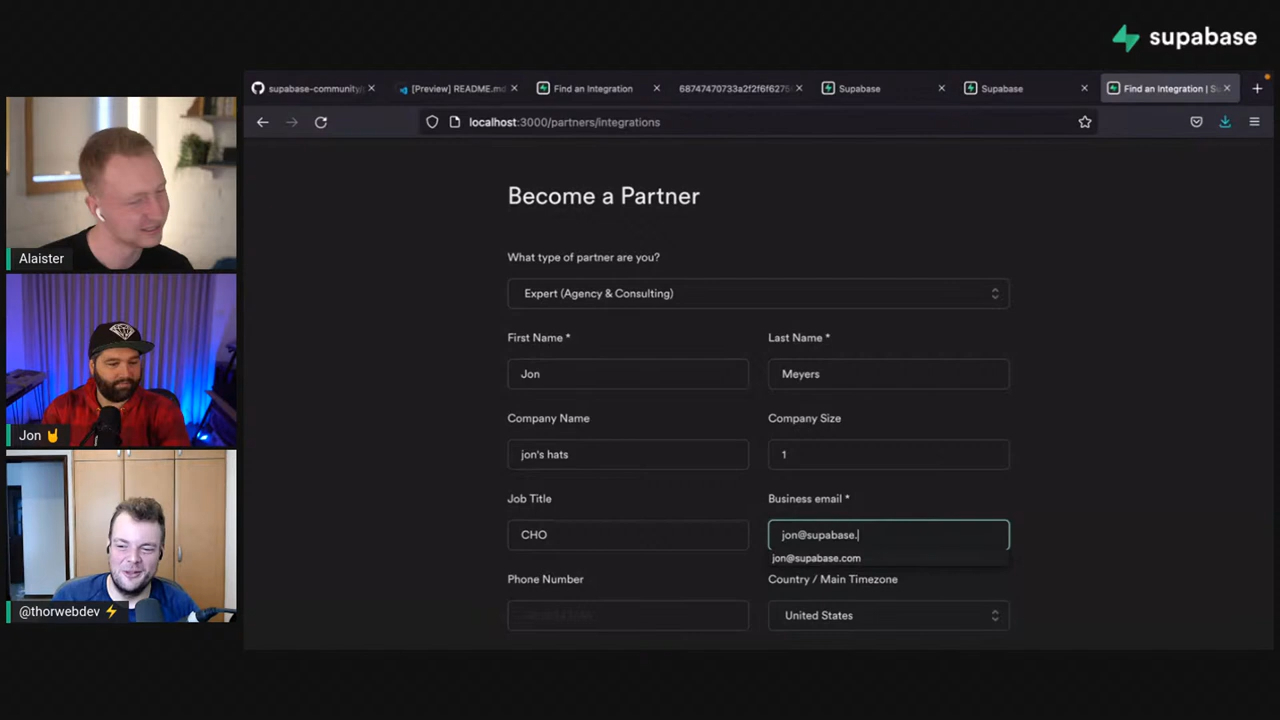 supabase
supabase-community/
[Preview] README.md
Find an Integration
68747470733a2f2f6f6275
Supabase
Supabase
Find an Integration | Su
localhost:3000/partners/integrations
Become a Partner
What type of partner are you?
Expert (Agency & Consulting)
First Name *
Last Name *
Jon
Meyers
Company Name
Company Size
jon's hats
1
Job Title
Business email *
CHO
jon@supabase.
jon@supabase.com
Phone Number
Country / Main Timezone
United States
Alaister
Jon 🤘
@thorwebdev ⚡